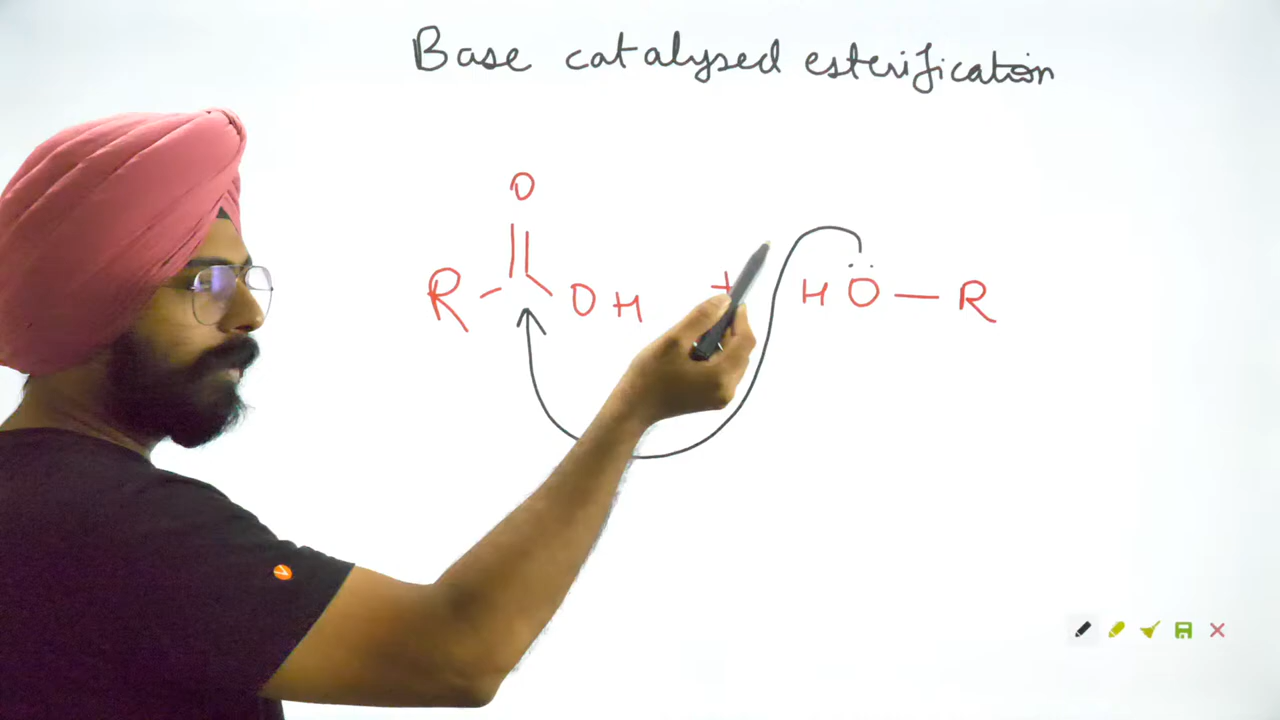 Base catalysed esterification
O
R OH + HÖ — R